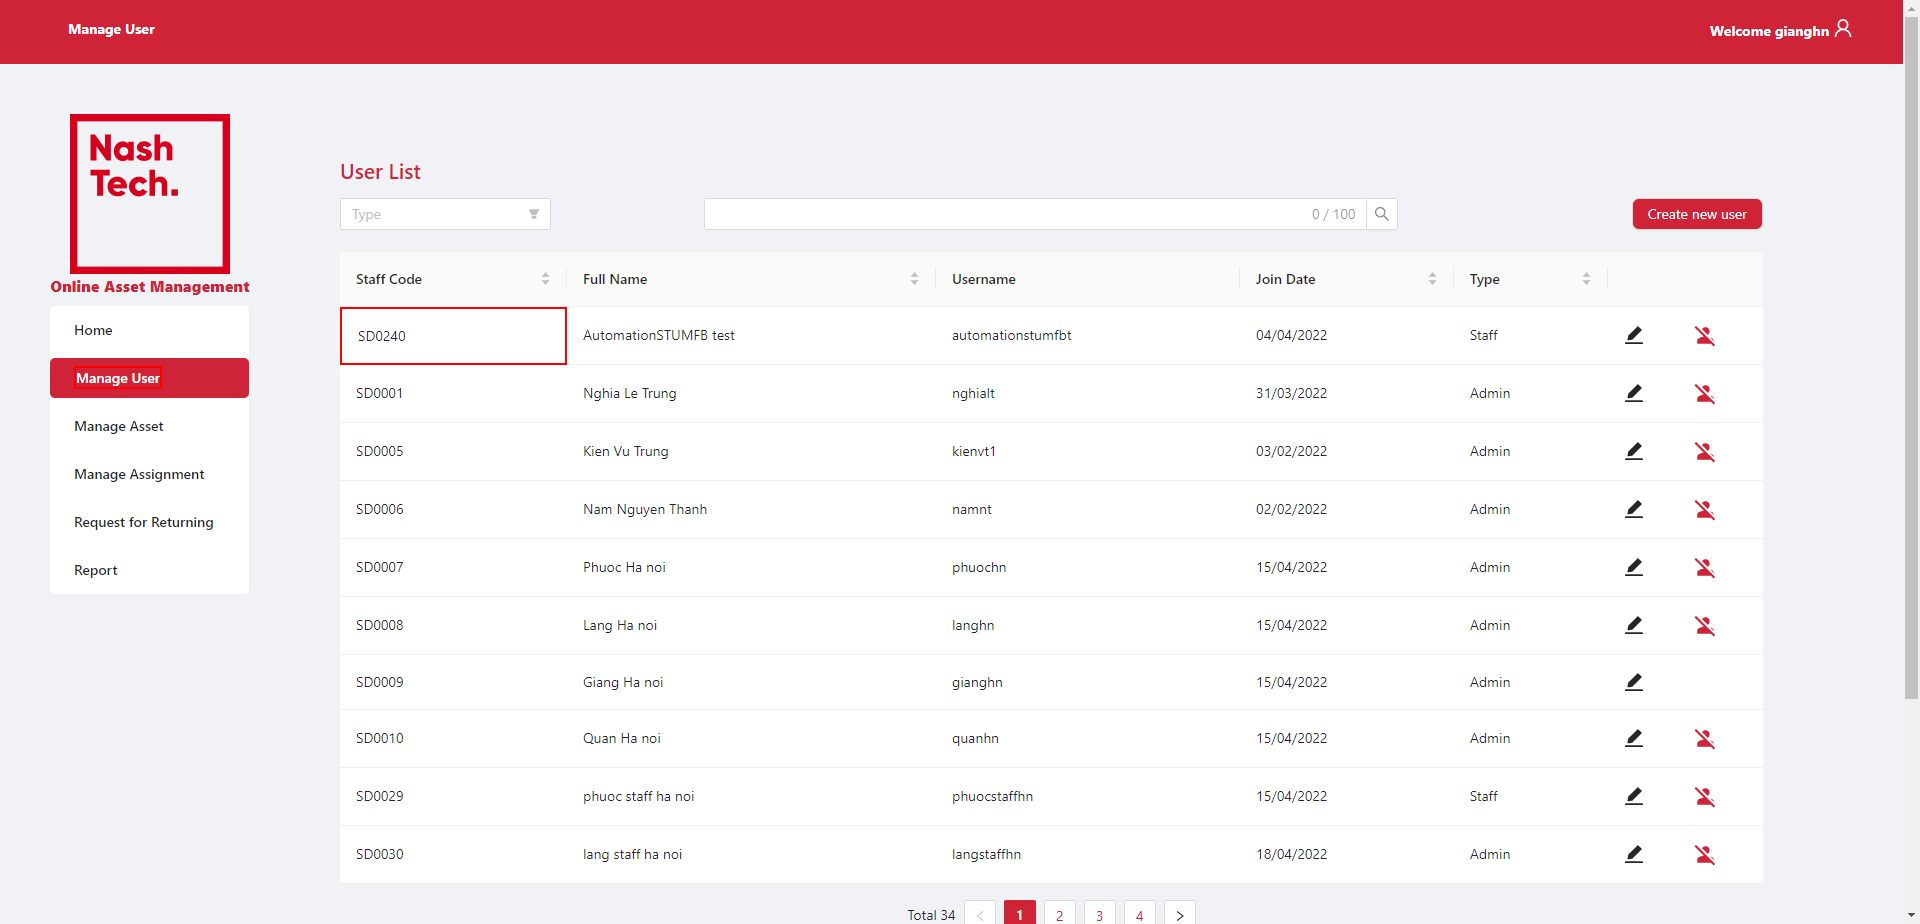 Manage User
Welcome gianghn
Nash
Tech.
Online Asset Management
Home
Manage User
Manage Asset
Manage Assignment
Request for Returning
Report
User List
Type
0 / 100
Create new user
Staff Code Full Name Username Join Date Type
SD0240 AutomationSTUMFB test automationstumfbt 04/04/2022 Staff
SD0001 Nghia Le Trung nghialt 31/03/2022 Admin
SD0005 Kien Vu Trung kienvt1 03/02/2022 Admin
SD0006 Nam Nguyen Thanh namnt 02/02/2022 Admin
SD0007 Phuoc Ha noi phuochn 15/04/2022 Admin
SD0008 Lang Ha noi langhn 15/04/2022 Admin
SD0009 Giang Ha noi gianghn 15/04/2022 Admin
SD0010 Quan Ha noi quanhn 15/04/2022 Admin
SD0029 phuoc staff ha noi phuocstaffhn 15/04/2022 Staff
SD0030 lang staff ha noi langstaffhn 18/04/2022 Admin
Total 34 < 1 2 3 4 >